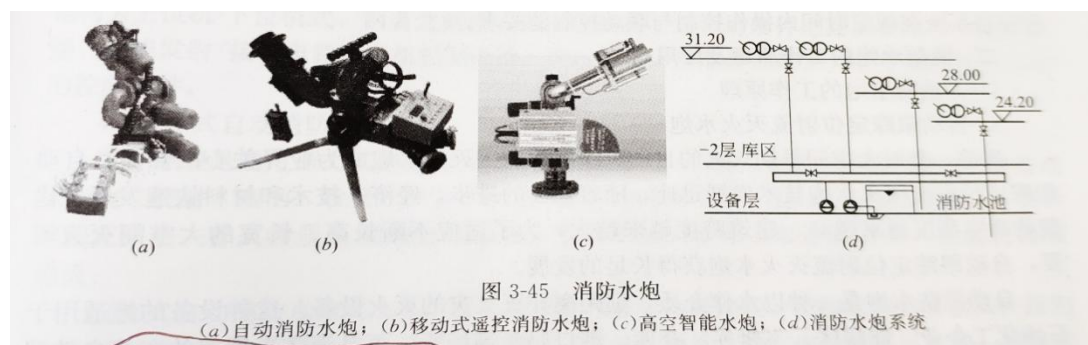 31.20
28.00
24.20
-2层 库区
设备层
消防水池
(a)
(b)
(c)
(d)
图 3-45 消防水炮
(a)自动消防水炮；(b)移动式遥控消防水炮；(c)高空智能水炮；(d)消防水炮系统